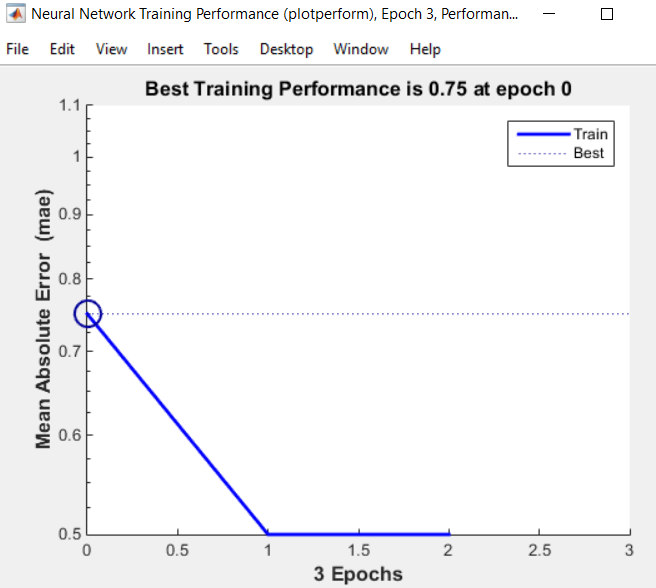 Neural Network Training Performance (plotperform), Epoch 3, Performan...
File Edit View Insert Tools Desktop Window Help
Best Training Performance is 0.75 at epoch 0
1.1
1
0.9
0.8
0.7
0.6
0.5
Mean Absolute Error (mae)
Train
Best
0 0.5 1 1.5 2 2.5 3
3 Epochs